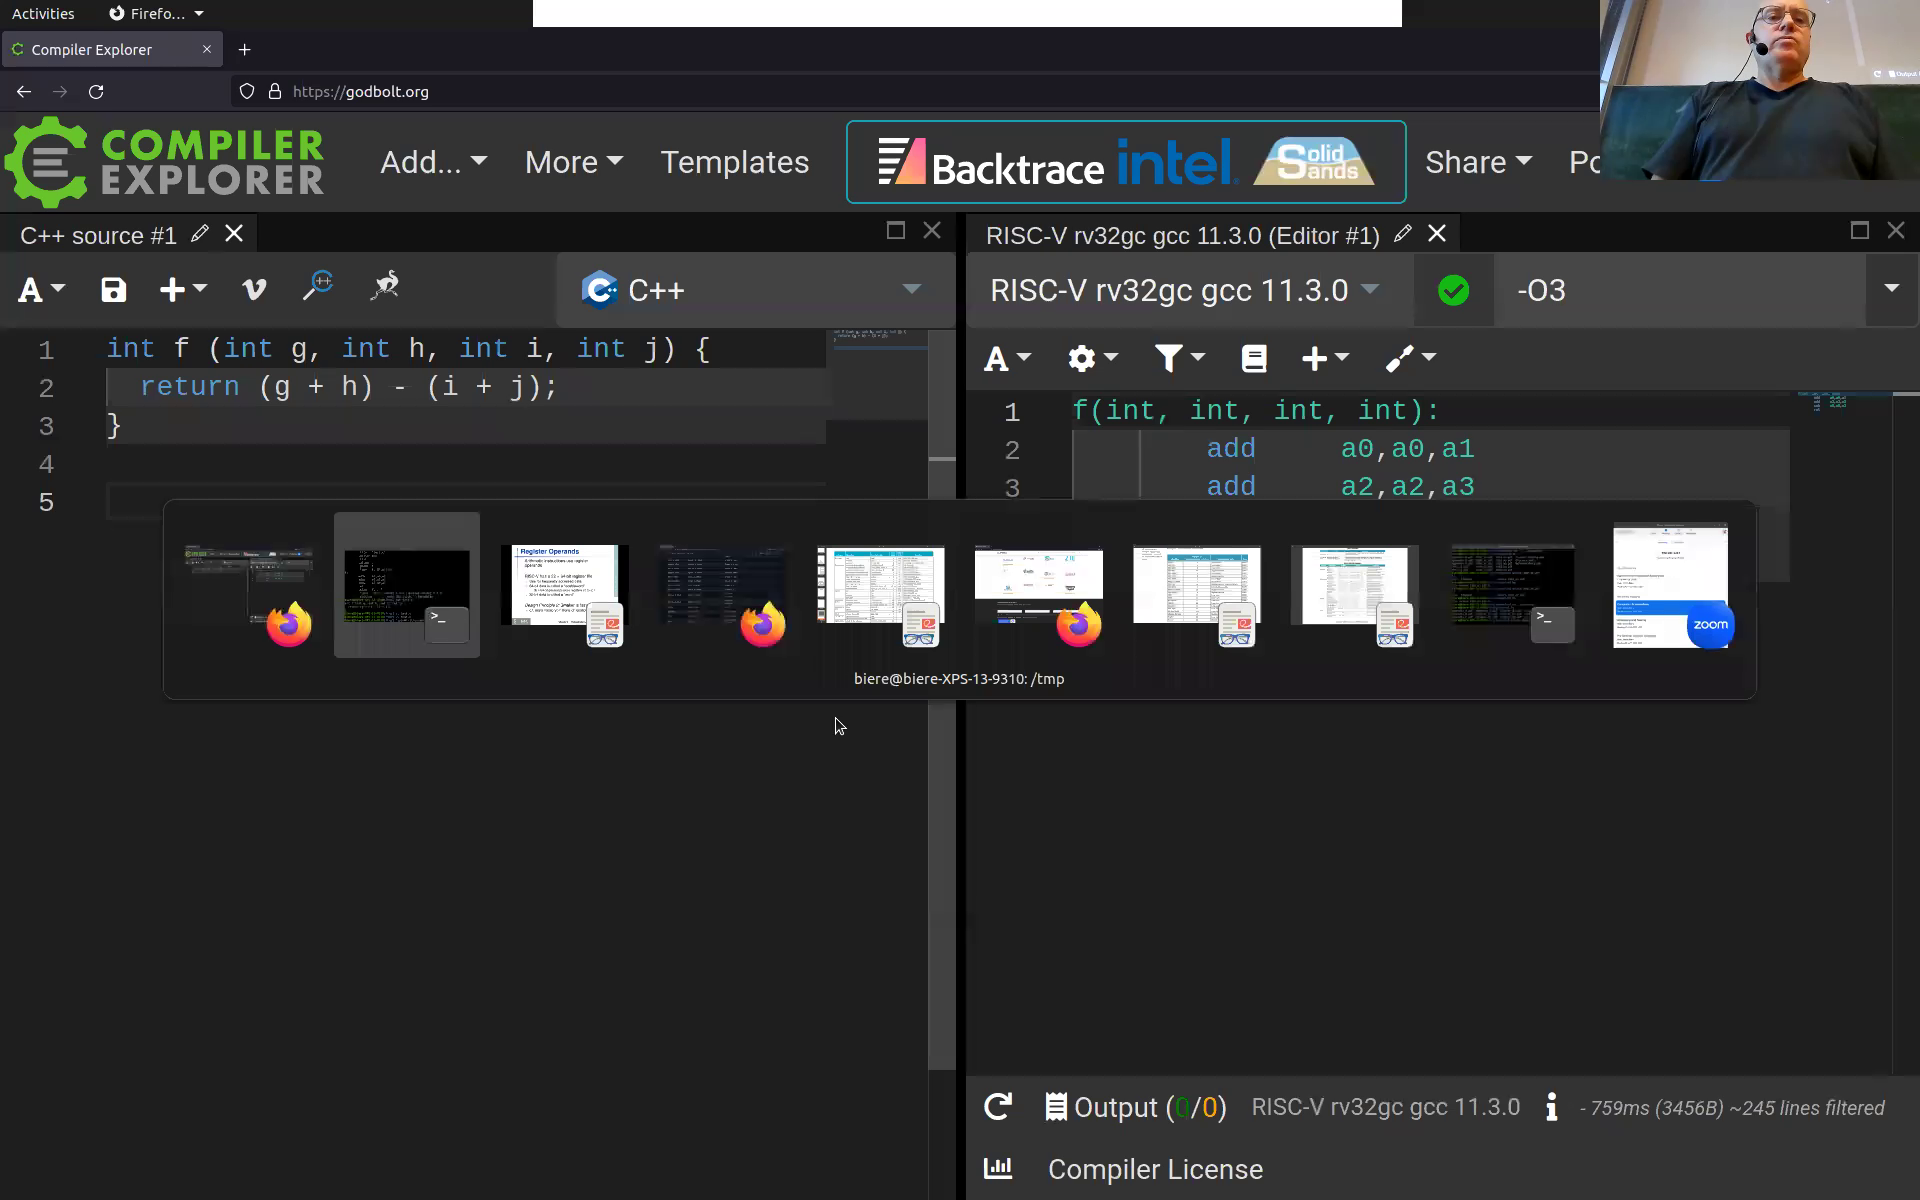 Activities
Firefo...
Compiler Explorer
https://godbolt.org
COMPILER
EXPLORER
Add...
More
Templates
Backtrace
intel
Solid
Sands
Share
Po
C++ source #1
RISC-V rv32gc gcc 11.3.0 (Editor #1)
A
C++
RISC-V rv32gc gcc 11.3.0
-O3
A
1 int f (int g, int h, int i, int j) {
2 return (g + h) - (i + j);
3 }
4
5
1 f(int, int, int, int):
2 add a0,a0,a1
3 add a2,a2,a3
Register Operands
zoom
biere@biere-XPS-13-9310: /tmp
Output (0/0) RISC-V rv32gc gcc 11.3.0 - 759ms (3456B) ~245 lines filtered
Compiler License